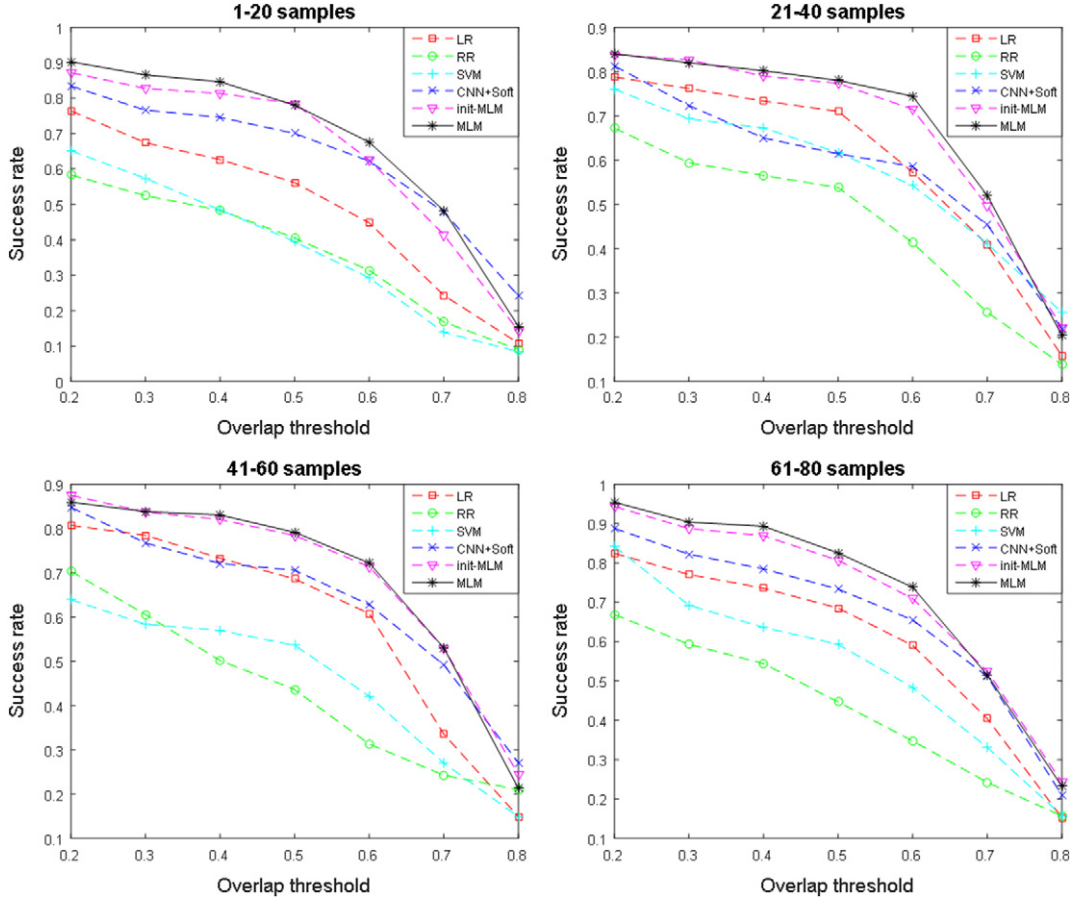 1-20 samples
Success rate
1
0.9
0.8
0.7
0.6
0.5
0.4
0.3
0.2
0.1
0
LR
RR
SVM
CNN+Soft
init-MLM
MLM
0.2 0.3 0.4 0.5 0.6 0.7 0.8
Overlap threshold
21-40 samples
Success rate
0.9
0.8
0.7
0.6
0.5
0.4
0.3
0.2
0.1
LR
RR
SVM
CNN+Soft
init-MLM
MLM
0.2 0.3 0.4 0.5 0.6 0.7 0.8
Overlap threshold
41-60 samples
Success rate
0.9
0.8
0.7
0.6
0.5
0.4
0.3
0.2
0.1
LR
RR
SVM
CNN+Soft
init-MLM
MLM
0.2 0.3 0.4 0.5 0.6 0.7 0.8
Overlap threshold
61-80 samples
Success rate
1
0.9
0.8
0.7
0.6
0.5
0.4
0.3
0.2
0.1
LR
RR
SVM
CNN+Soft
init-MLM
MLM
0.2 0.3 0.4 0.5 0.6 0.7 0.8
Overlap threshold